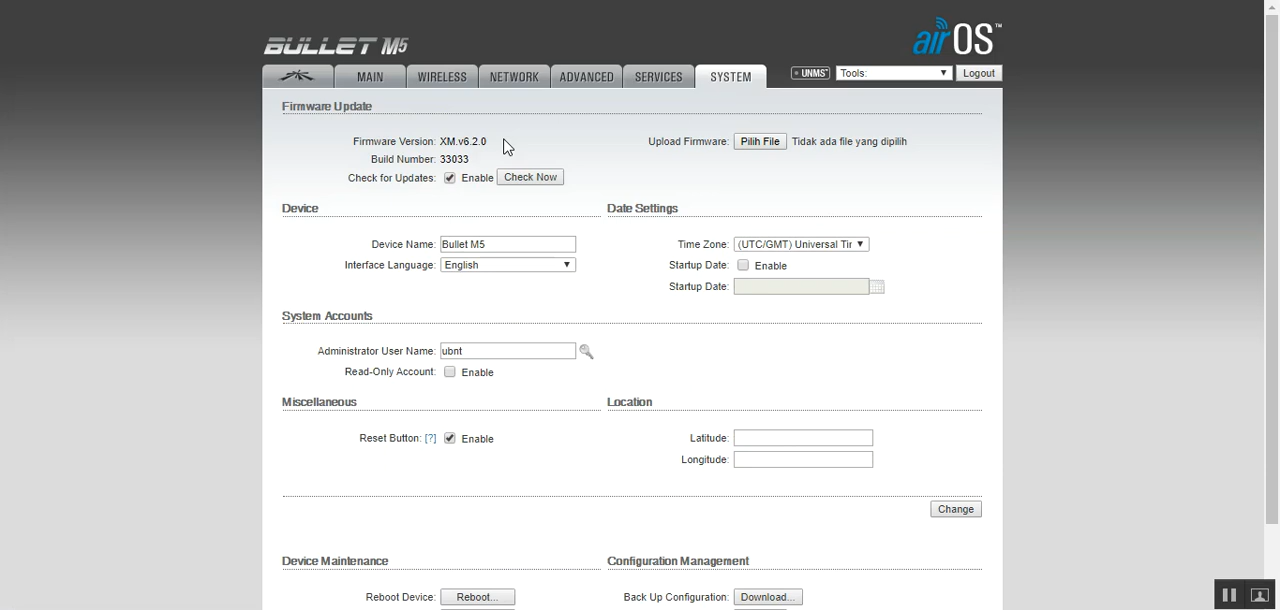 BULLET M5
airOS™
MAIN WIRELESS NETWORK ADVANCED SERVICES SYSTEM UNMS Tools: Logout
Firmware Update
Firmware Version: XM.v6.2.0 Upload Firmware: Pilih File Tidak ada file yang dipilih
Build Number: 33033
Check for Updates: Enable Check Now
Device Date Settings
Device Name: Bullet M5 Time Zone: (UTC/GMT) Universal Tir
Interface Language: English Startup Date: Enable
Startup Date:
System Accounts
Administrator User Name: ubnt
Read-Only Account: Enable
Miscellaneous Location
Reset Button: [?] Enable Latitude:
Longitude:
Change
Device Maintenance Configuration Management
Reboot Device: Reboot... Back Up Configuration: Download...